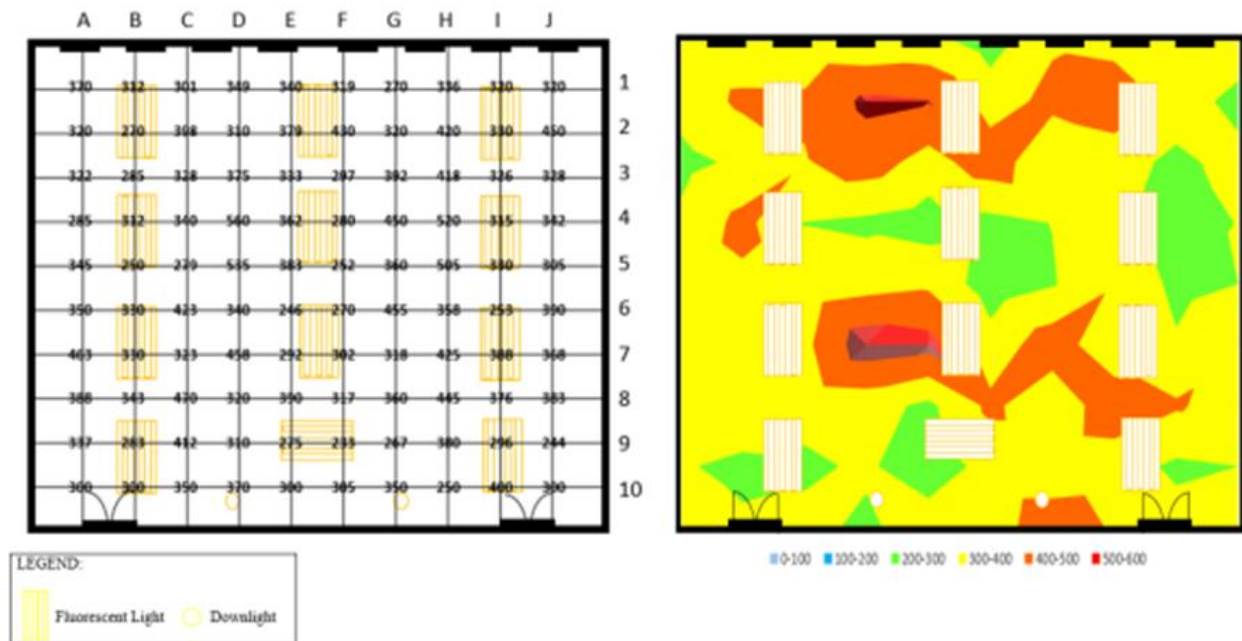 A B C D E F G H I J
370 312 301 349 340 319 270 336 320 320 1
320 270 398 310 379 430 320 420 330 450 2
322 285 328 375 333 297 392 418 326 328 3
285 312 340 560 362 280 450 520 315 342 4
345 250 279 535 383 252 360 505 330 305 5
350 330 423 340 246 270 455 358 253 390 6
463 330 323 458 292 302 318 425 388 368 7
388 343 470 320 390 317 360 445 376 383 8
337 283 412 310 275 233 267 380 296 244 9
300 300 350 370 300 305 350 250 400 300 10
0-100 100-200 200-300 300-400 400-500 500-600
LEGEND:
Fluorescent Light Downlight